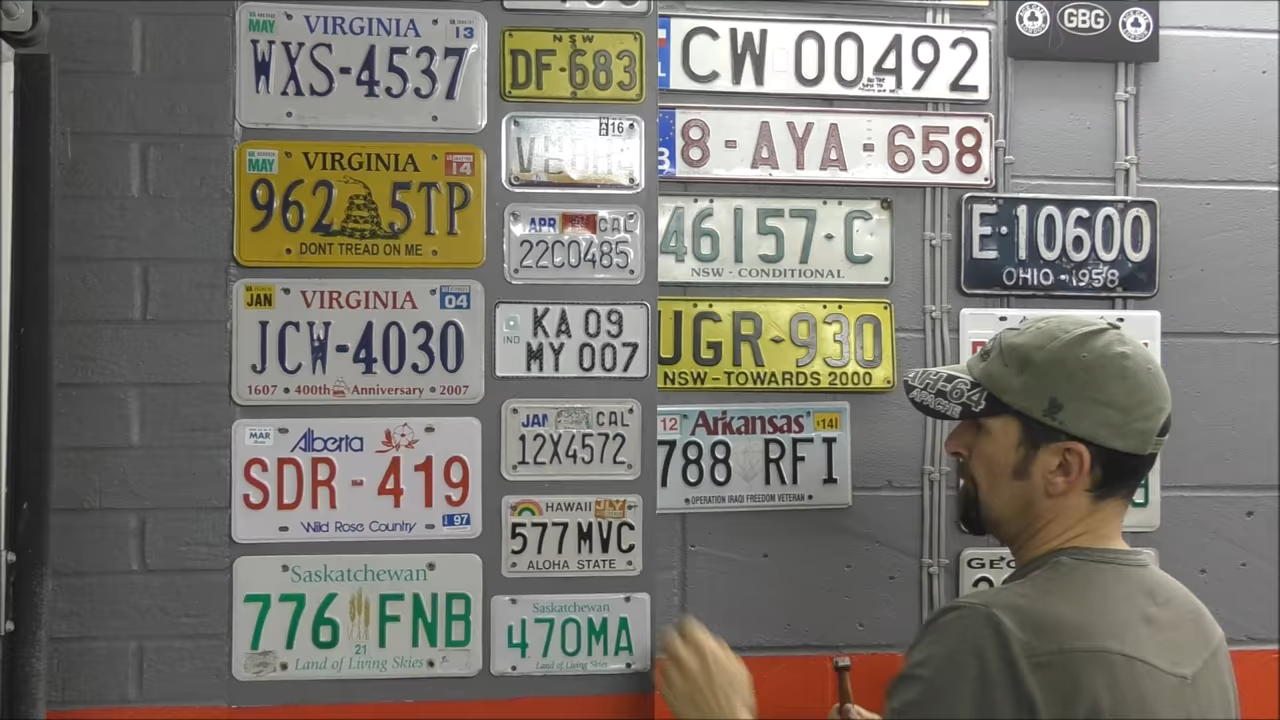 MAY VIRGINIA 13
WXS-4537
MAY VIRGINIA 14
962 5TP
DONT TREAD ON ME
JAN VIRGINIA 04
JCW-4030
1607 • 400th Anniversary • 2007
MAR Alberta
SDR - 419
Wild Rose Country 97
Saskatchewan
776 FNB
21
Land of Living Skies
NSW
DF·683
16
APR CAL
22C0485
KA 09
IND
MY 007
JAN CAL
12X4572
HAWAII JLY
577 MVC
ALOHA STATE
Saskatchewan
470MA
Land of Living Skies
CW 00492
8-AYA-658
46157·C
NSW - CONDITIONAL
UGR-930
NSW - TOWARDS 2000
12 Arkansas 14
788 RFI
OPERATION IRAQI FREEDOM VETERAN
GBG
E·10600
OHIO - 1958
AH-64
APACHE
GEO